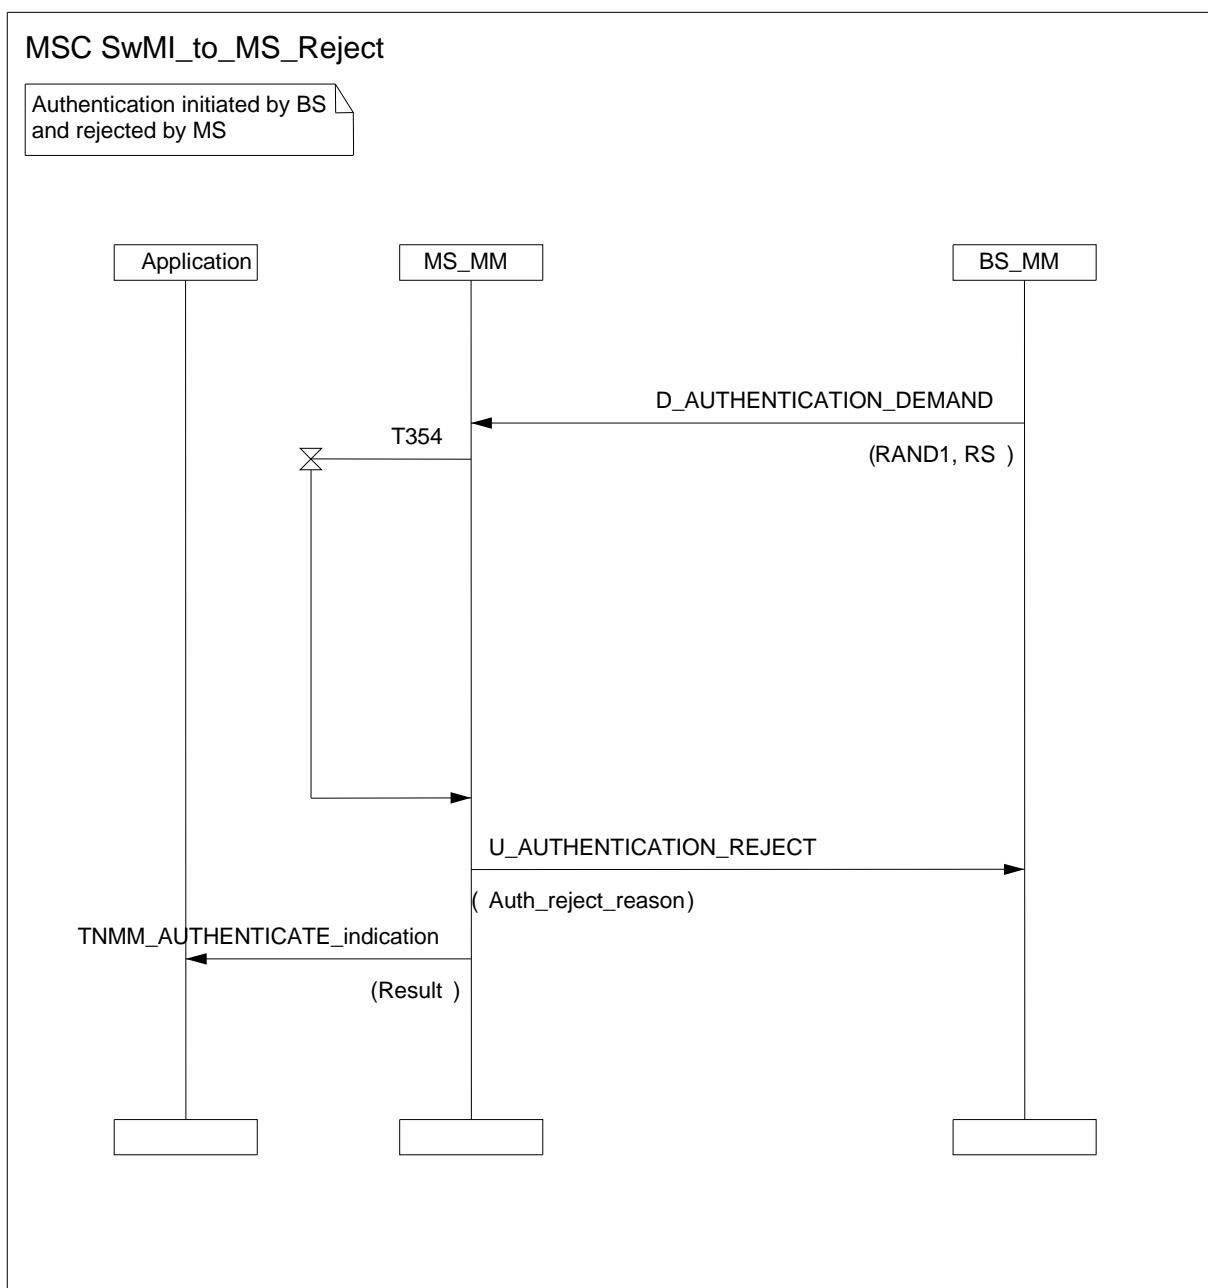 MSC SwMI_to_MS_Reject
Authentication initiated by BS
and rejected by MS
Application
MS_MM
BS_MM
D_AUTHENTICATION_DEMAND
T354
(RAND1, RS )
U_AUTHENTICATION_REJECT
( Auth_reject_reason)
TNMM_AUTHENTICATE_indication
(Result )